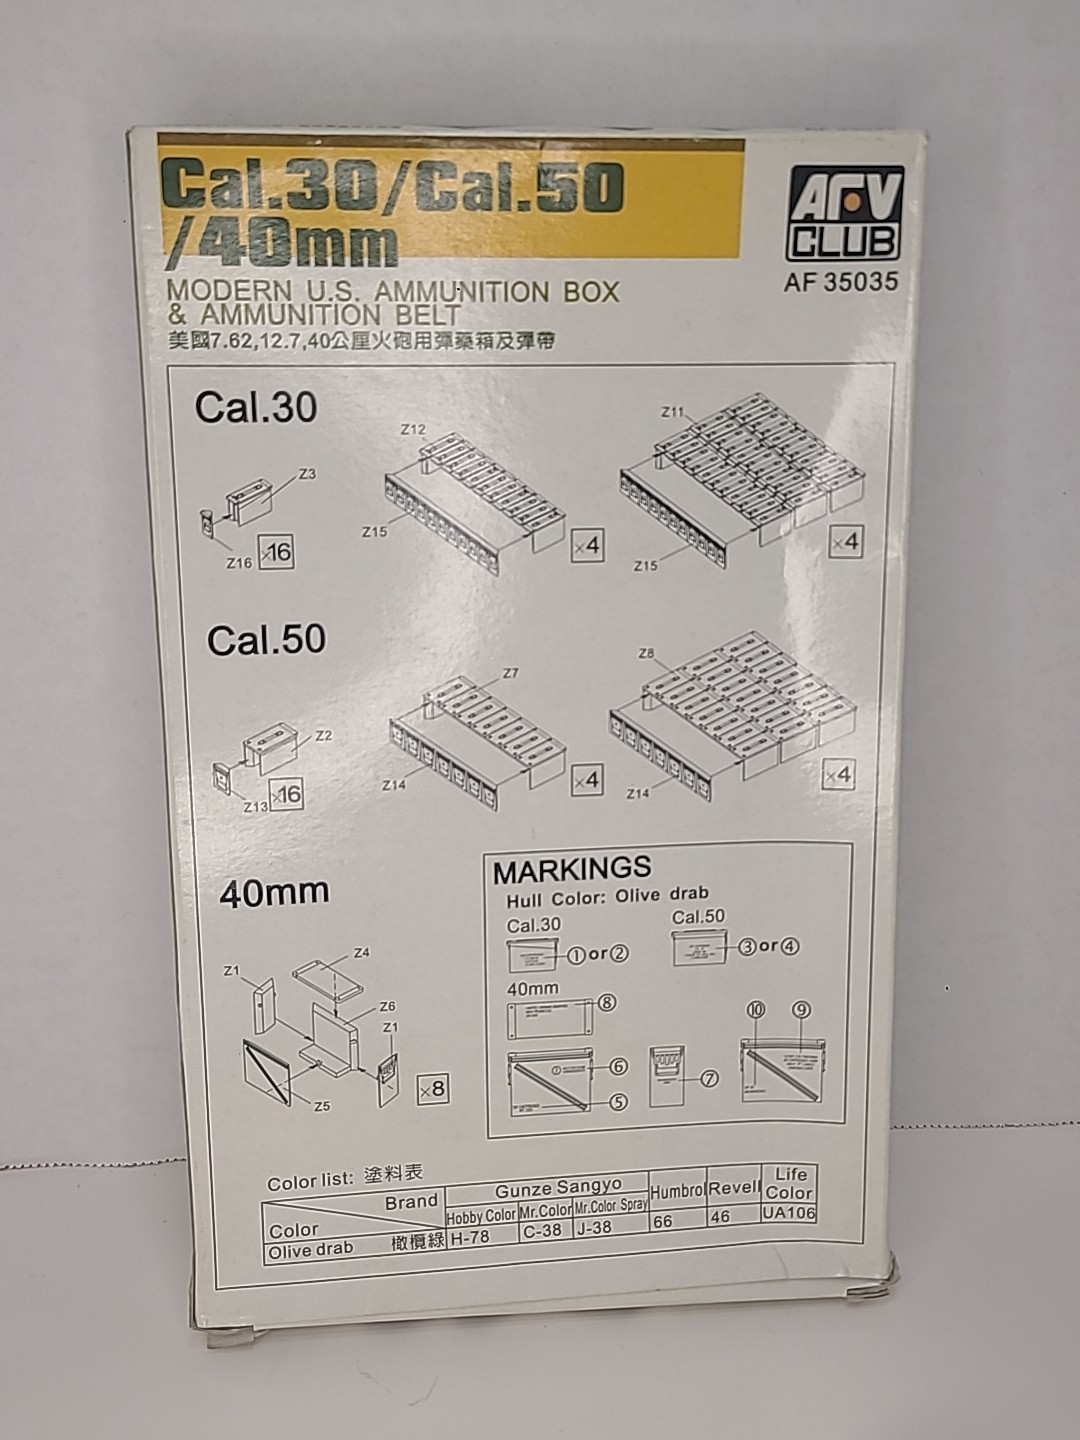 Cal.30/Cal.50
/40mm
AFV
CLUB
AF 35035
MODERN U.S. AMMUNITION BOX
& AMMUNITION BELT
美國7.62,12.7,40公厘火砲用彈藥箱及彈帶
Cal.30
Z3
Z16
×16
Z12
Z15
×4
Z11
Z15
×4
Cal.50
Z2
Z13
×16
Z7
Z14
×4
Z8
Z14
×4
40mm
Z1
Z4
Z6
Z1
Z5
×8
MARKINGS
Hull Color: Olive drab
Cal.30
①or②
Cal.50
③or④
40mm
⑧
⑥
⑤
⑦
⑩
⑨
Color list: 塗料表
Brand
Color
Gunze Sangyo
Humbrol
Revell
Life
Color
Hobby Color
Mr.Color
Mr.Color Spray
Olive drab 橄欖綠
H-78
C-38
J-38
66
46
UA106